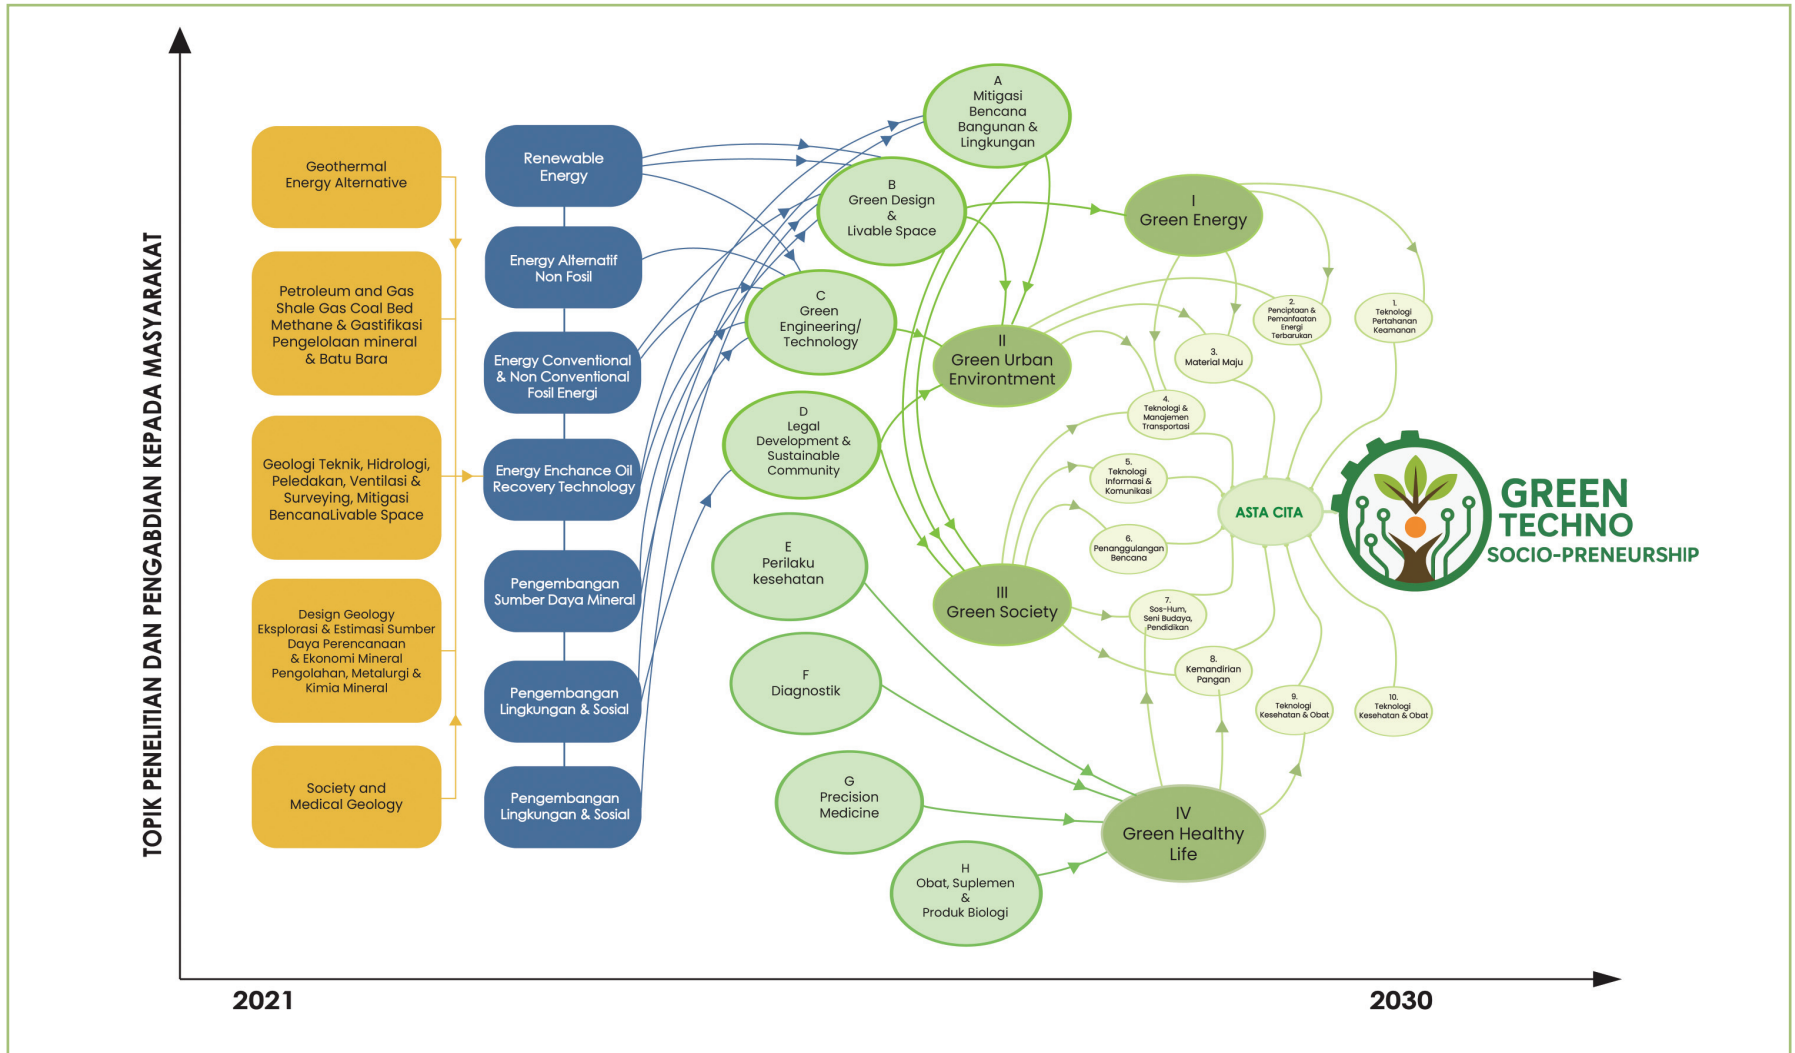 TOPIK PENELITIAN DAN PENGABDIAN KEPADA MASYARAKAT
Geothermal
Energy Alternative
Petroleum and Gas
Shale Gas Coal Bed
Methane & Gastifikasi
Pengelolaan mineral
& Batu Bara
Geologi Teknik, Hidrologi,
Peledakan, Ventilasi &
Surveying, Mitigasi
BencanaLivable Space
Design Geology
Eksplorasi & Estimasi Sumber
Daya Perencanaan
& Ekonomi Mineral
Pengolahan, Metalurgi &
Kimia Mineral
Society and
Medical Geology
Renewable
Energy
Energy Alternatif
Non Fosil
Energy Conventional
& Non Conventional
Fosil Energi
Energy Enchance Oil
Recovery Technology
Pengembangan
Sumber Daya Mineral
Pengembangan
Lingkungan & Sosial
Pengembangan
Lingkungan & Sosial
A
Mitigasi
Bencana
Bangunan &
Lingkungan
B
Green Design
&
Livable Space
C
Green
Engineering/
Technology
D
Legal
Development &
Sustainable
Community
E
Perilaku
kesehatan
F
Diagnostik
G
Precision
Medicine
H
Obat, Suplemen
&
Produk Biologi
I
Green Energy
II
Green Urban
Environtment
III
Green Society
IV
Green Healthy
Life
1.
Teknologi
Pertahanan
Keamanan
2.
Penciptaan &
Pemanfaatan
Energi
Terbarukan
3.
Material Maju
4.
Teknologi &
Manajemen
Transportasi
5.
Teknologi
Informasi &
Komunikasi
6.
Penanggulangan
Bencana
7.
Sos-Hum,
Seni Budaya,
Pendidikan
8.
Kemandirian
Pangan
9.
Teknologi
Kesehatan & Obat
10.
Teknologi
Kesehatan & Obat
ASTA CITA
GREEN
TECHNO
SOCIO-PRENEURSHIP
2021
2030